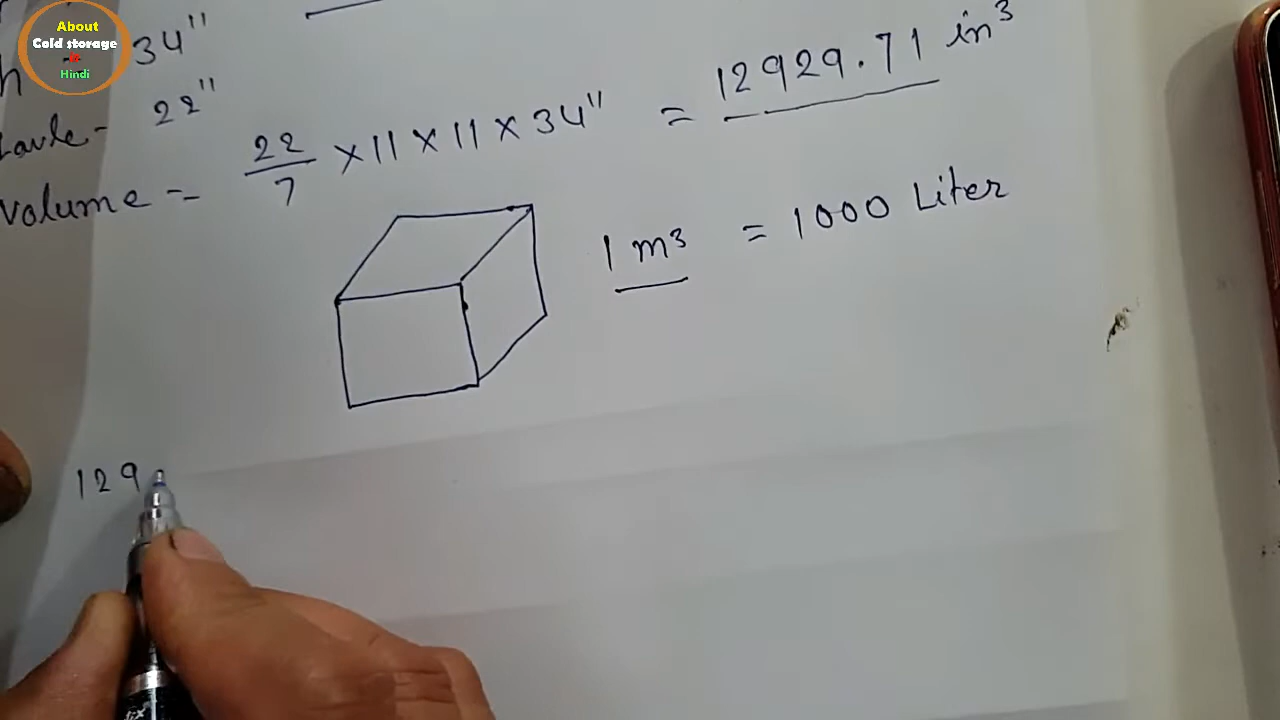 About
Cold storage
in
Hindi
34"
22"
Volume = 22/7 × 11 × 11 × 34" = 12929.71 in³
1 m³ = 1000 Liter
129